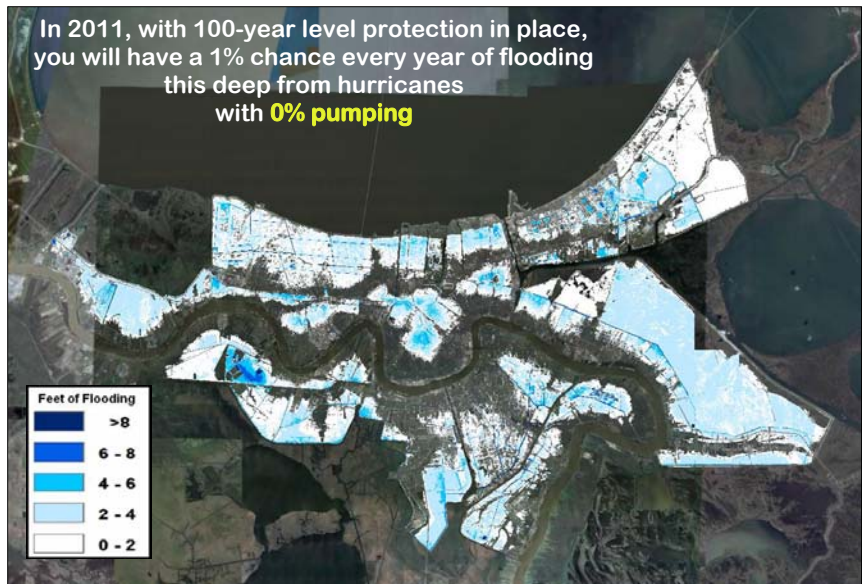 In 2011, with 100-year level protection in place,
you will have a 1% chance every year of flooding
this deep from hurricanes
with 0% pumping
Feet of Flooding
>8
6 - 8
4 - 6
2 - 4
0 - 2